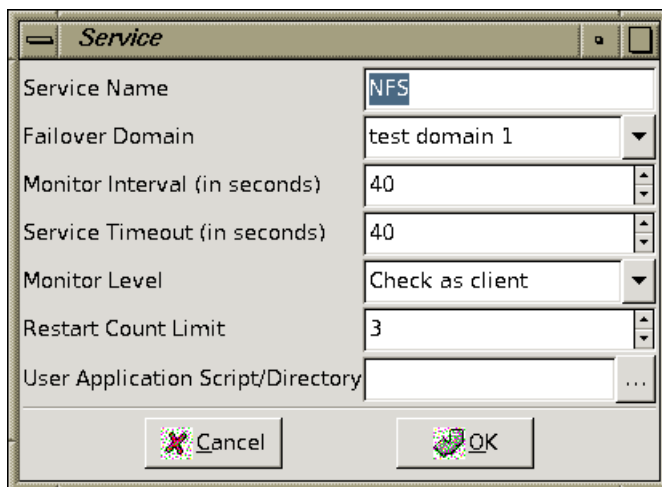 Service
Service Name NFS
Failover Domain test domain 1
Monitor Interval (in seconds) 40
Service Timeout (in seconds) 40
Monitor Level Check as client
Restart Count Limit 3
User Application Script/Directory ...
Cancel OK